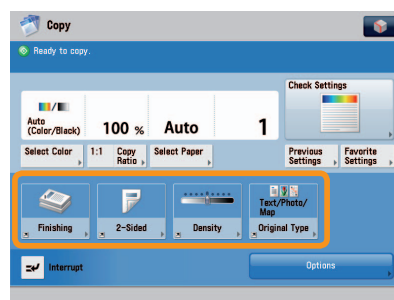 Copy
Ready to copy.
Check Settings
Auto
(Color/Black)
100 %
Auto
1
Select Color
1:1 Copy
Ratio
Select Paper
Previous
Settings
Favorite
Settings
Text/Photo/
Map
Finishing
2-Sided
Density
Original Type
Interrupt
Options